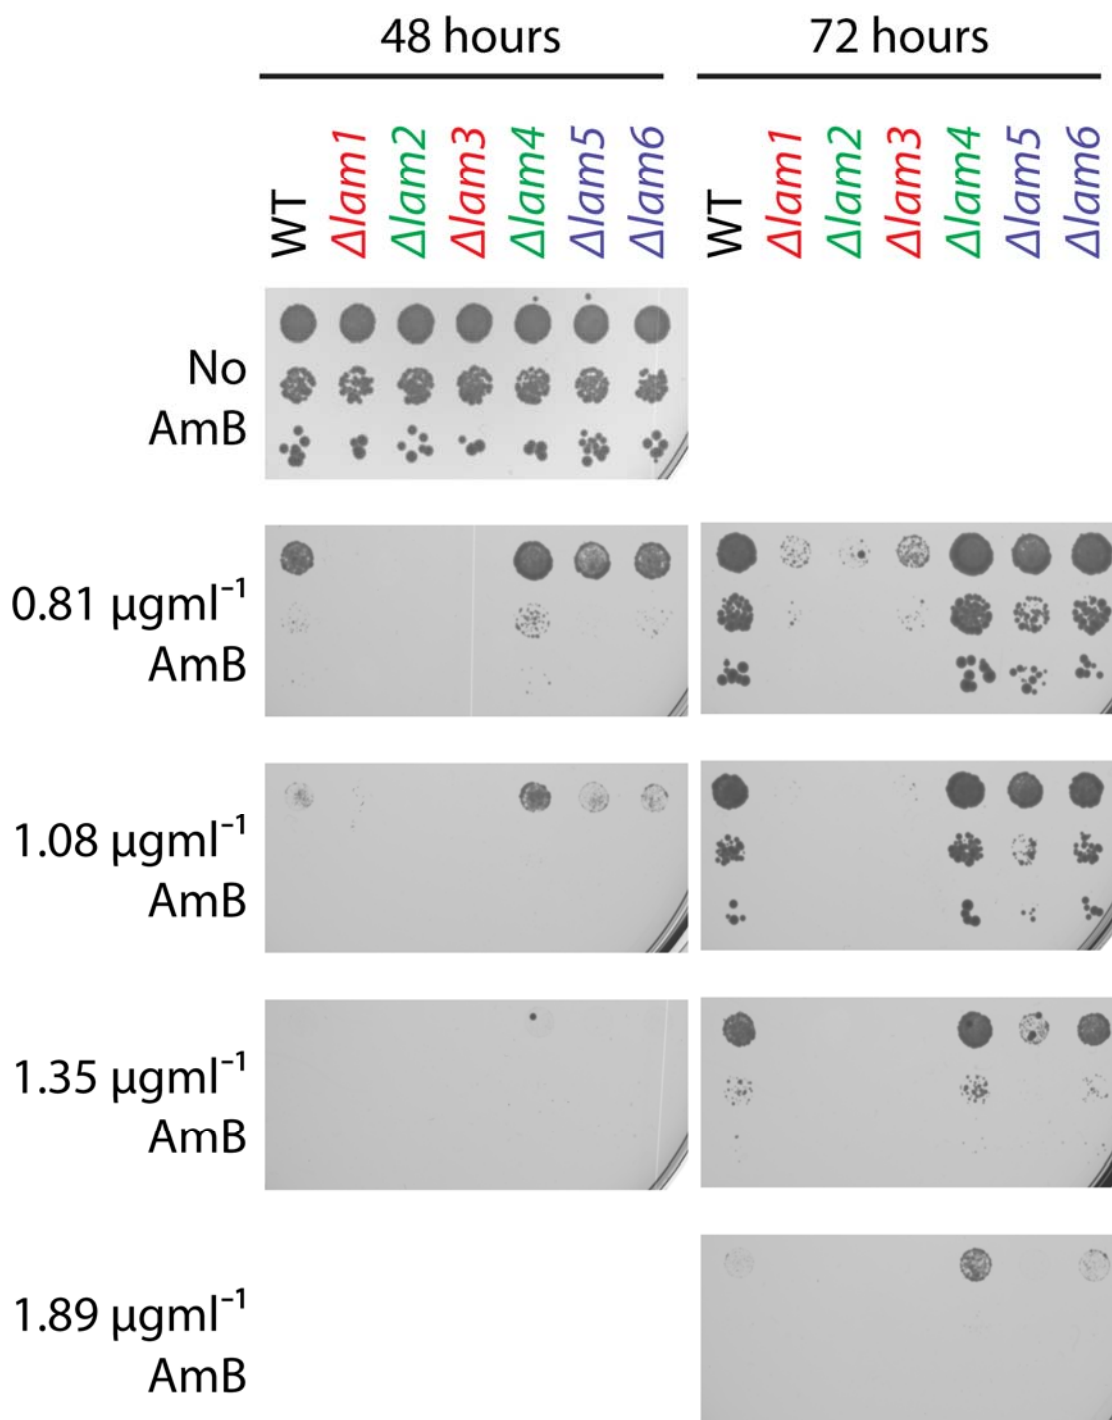 48 hours 72 hours
WT Δlam1 Δlam2 Δlam3 Δlam4 Δlam5 Δlam6 WT Δlam1 Δlam2 Δlam3 Δlam4 Δlam5 Δlam6
No
AmB
0.81 µgml⁻¹
AmB
1.08 µgml⁻¹
AmB
1.35 µgml⁻¹
AmB
1.89 µgml⁻¹
AmB